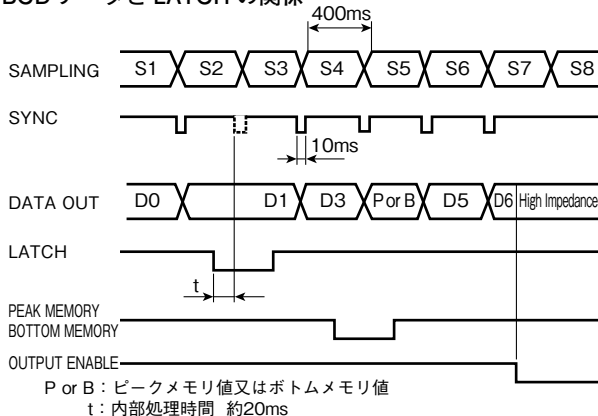 BCDデータとLATCHの関係
400ms
SAMPLING S1 S2 S3 S4 S5 S6 S7 S8
SYNC
10ms
DATA OUT D0 D1 D3 P or B D5 D6 High Impedance
LATCH
t
PEAK MEMORY
BOTTOM MEMORY
OUTPUT ENABLE
P or B:ピークメモリ値又はボトムメモリ値
t:内部処理時間 約20ms